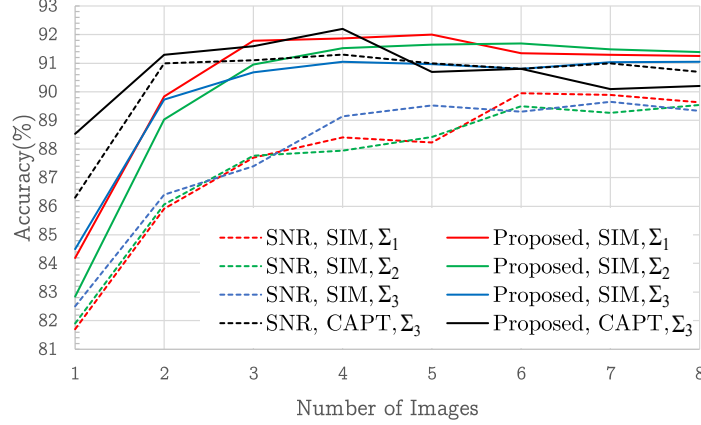 93
92
91
90
89
88
87
86
85
84
83
82
81
Accuracy(%)
SNR, SIM, Σ1
Proposed, SIM, Σ1
SNR, SIM, Σ2
Proposed, SIM, Σ2
SNR, SIM, Σ3
Proposed, SIM, Σ3
SNR, CAPT, Σ3
Proposed, CAPT, Σ3
1 2 3 4 5 6 7 8
Number of Images